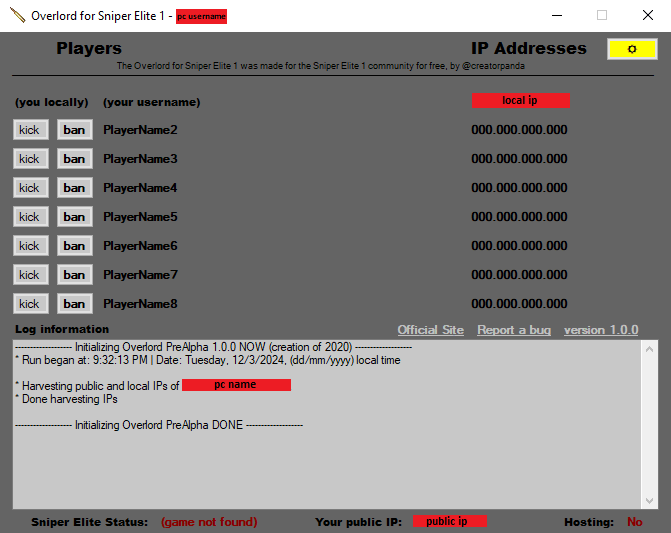 Overlord for Sniper Elite 1 - pc username
Players IP Addresses
The Overlord for Sniper Elite 1 was made for the Sniper Elite 1 community for free, by @creatorpanda
(you locally) (your username) local ip
kick ban PlayerName2 000.000.000.000
kick ban PlayerName3 000.000.000.000
kick ban PlayerName4 000.000.000.000
kick ban PlayerName5 000.000.000.000
kick ban PlayerName6 000.000.000.000
kick ban PlayerName7 000.000.000.000
kick ban PlayerName8 000.000.000.000
Log information Official Site Report a bug version 1.0.0
------------------- Initializing Overlord PreAlpha 1.0.0 NOW (creation of 2020) -------------------
* Run began at: 9:32:13 PM | Date: Tuesday, 12/3/2024, (dd/mm/yyyy) local time
* Harvesting public and local IPs of pc name
* Done harvesting IPs
------------------- Initializing Overlord PreAlpha DONE -------------------
Sniper Elite Status: (game not found) Your public IP: public ip Hosting: No